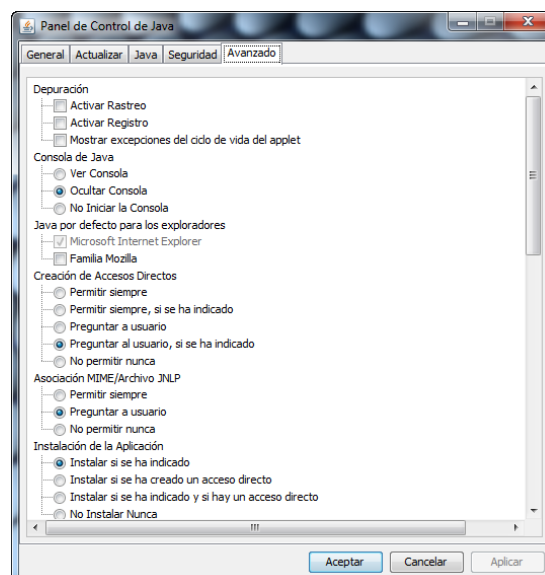 Panel de Control de Java
General Actualizar Java Seguridad Avanzado
Depuración
Activar Rastreo
Activar Registro
Mostrar excepciones del ciclo de vida del applet
Consola de Java
Ver Consola
Ocultar Consola
No Iniciar la Consola
Java por defecto para los exploradores
Microsoft Internet Explorer
Familia Mozilla
Creación de Accesos Directos
Permitir siempre
Permitir siempre, si se ha indicado
Preguntar a usuario
Preguntar al usuario, si se ha indicado
No permitir nunca
Asociación MIME/Archivo JNLP
Permitir siempre
Preguntar a usuario
No permitir nunca
Instalación de la Aplicación
Instalar si se ha indicado
Instalar si se ha creado un acceso directo
Instalar si se ha indicado y si hay un acceso directo
No Instalar Nunca
Aceptar Cancelar Aplicar